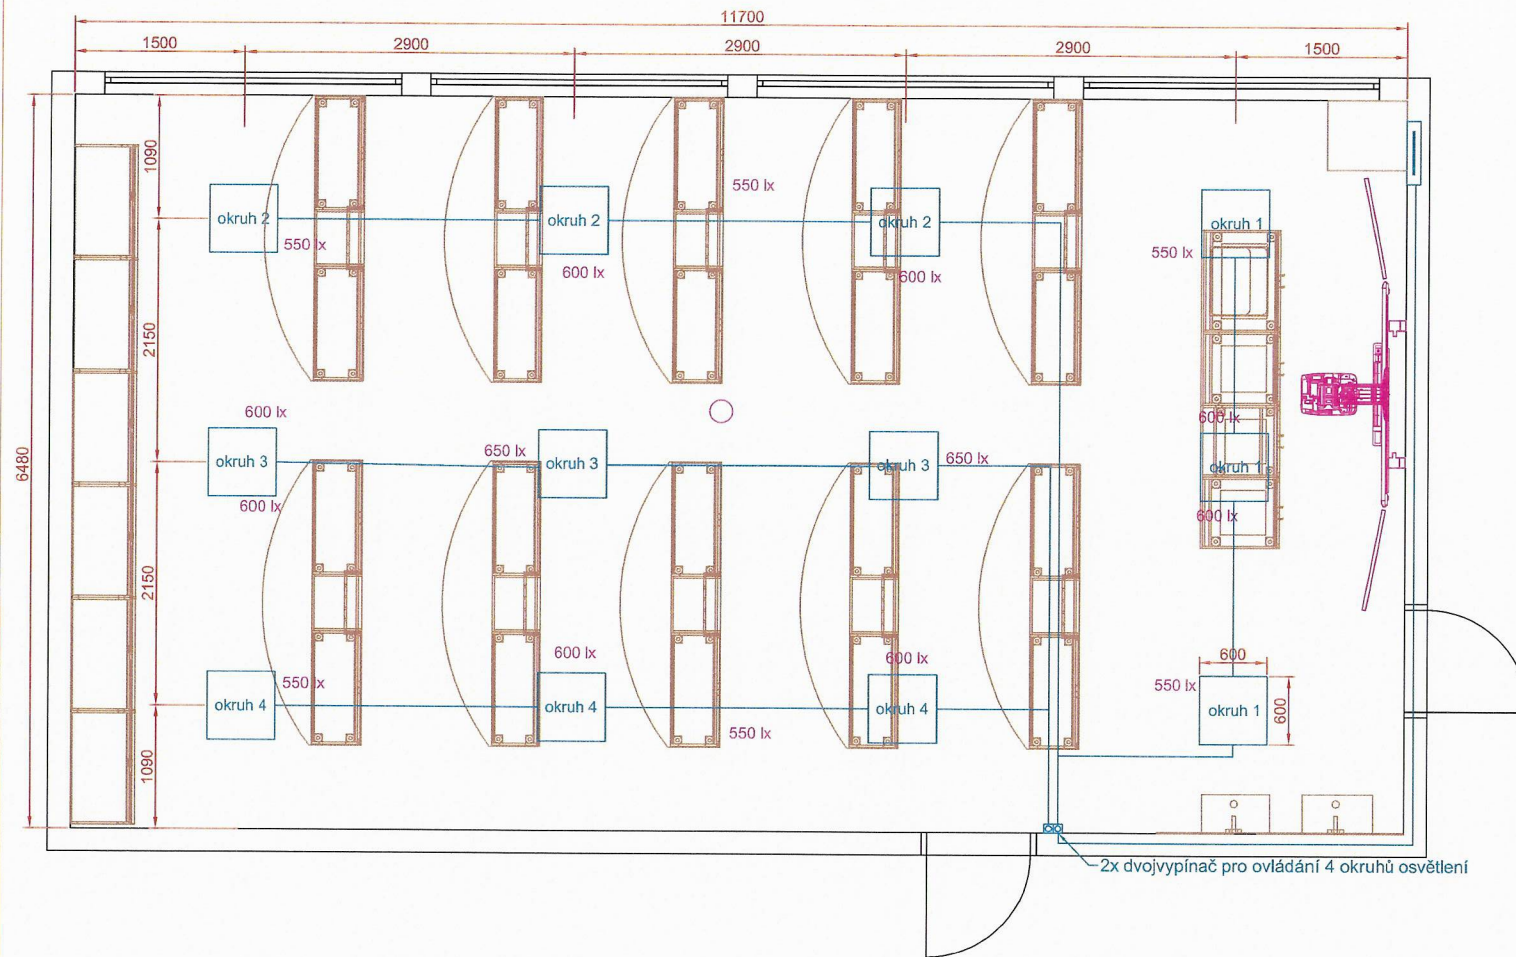 11700
1500
2900
2900
2900
1500
1090
550 lx
okruh 2
okruh 2
okruh 2
okruh 1
550 lx
550 lx
600 lx
600 lx
2150
600 lx
600 lx
6480
650 lx
650 lx
okruh 3
okruh 3
okruh 3
okruh 1
600 lx
600 lx
2150
600 lx
600 lx
600
550 lx
550 lx
okruh 4
okruh 4
okruh 4
okruh 1
600
550 lx
1090
2x dvojvypínač pro ovládání 4 okruhů osvětlení